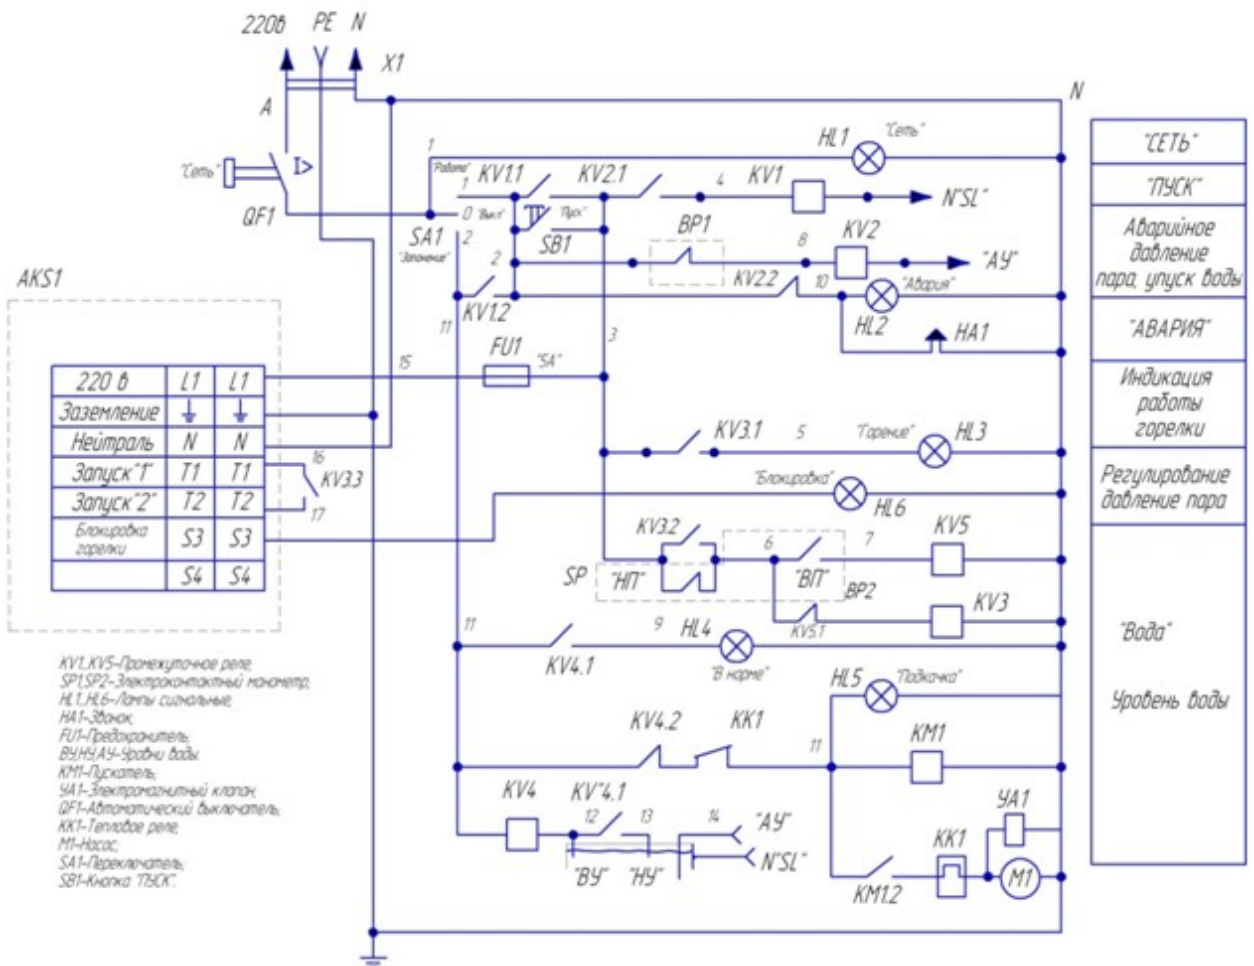 220в PE N
X1
N
A
"Сеть"
I>
QF1
1
HL1 "Сеть"
"Работа"
1 KV1.1 KV2.1 4 KV1 N"SL"
0 "Выкл" "Пуск"
SA1 SB1 BP1 8 KV2 "АУ"
2
"Заполнение"
2
KV2.2 10 "Авария"
KV1.2 HL2
11 HA1
3
15 FU1 "5А"
AKS1
220 в L1 L1
Заземление
Нейтраль N N
Запуск"1" T1 T1
Запуск"2" T2 T2
Блокировка горелки S3 S3
S4 S4
16
KV3.3
17
KV3.1 5 "Горение" HL3
"Блокировка"
HL6
KV3.2 6 7 KV5
SP "НП" "ВП" BP2
KV5.1 KV3
11 9 HL4
KV4.1 "В норме"
HL5 "Подкачка"
KV4.2 KK1 11 KM1
KV4 KV"4.1
12 13 14 "АУ"
"ВУ" "НУ" N"SL"
YA1
KK1
KM1.2 M1
"СЕТЬ"
"ПУСК"
Аварийное
давление
пара, упуск воды
"АВАРИЯ"
Индикация
работы
горелки
Регулирование
давление пара
"Вода"
Уровень воды
KV1..KV5-Промежуточное реле;
SP1,SP2-Электроконтактный манометр;
HL1..HL6-Лампы сигнальные;
HA1-Звонок;
FU1-Предохранитель;
ВУ,НУ,АУ-Уровни воды
KM1-Пускатель;
YA1-Электромагнитный клапан;
QF1-Автоматический выключатель;
KK1-Тепловое реле;
M1-Насос;
SA1-Переключатель;
SB1-Кнопка "ПУСК".